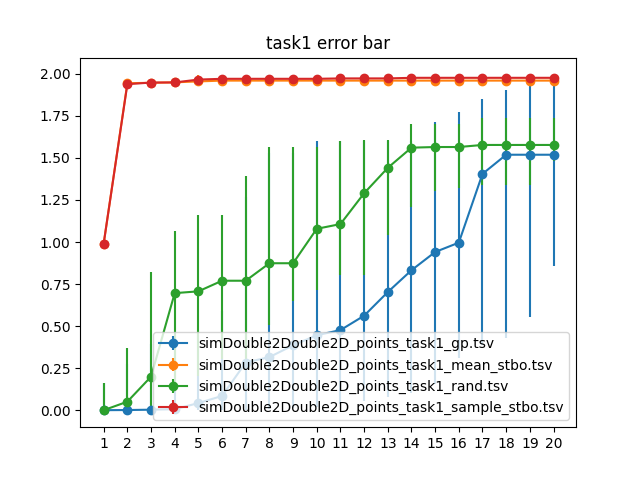 task1 error bar
2.00
1.75
1.50
1.25
1.00
0.75
0.50
0.25
0.00
simDouble2Double2D_points_task1_gp.tsv
simDouble2Double2D_points_task1_mean_stbo.tsv
simDouble2Double2D_points_task1_rand.tsv
simDouble2Double2D_points_task1_sample_stbo.tsv
1 2 3 4 5 6 7 8 9 10 11 12 13 14 15 16 17 18 19 20